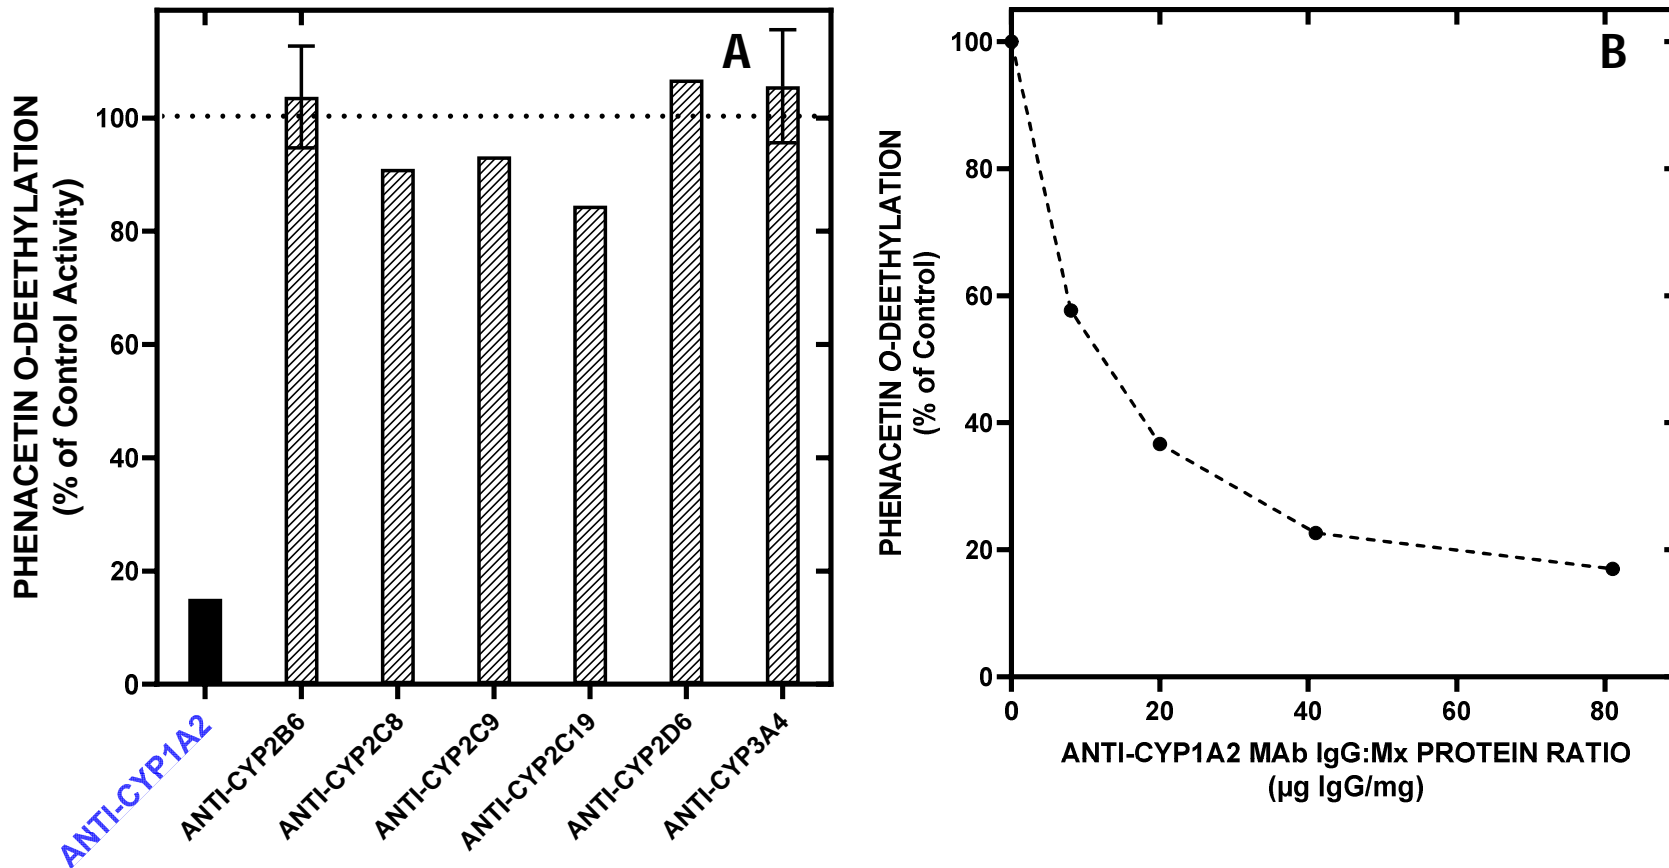 A
PHENACETIN O-DEETHYLATION
(% of Control Activity)
100
80
60
40
20
0
ANTI-CYP1A2
ANTI-CYP2B6
ANTI-CYP2C8
ANTI-CYP2C9
ANTI-CYP2C19
ANTI-CYP2D6
ANTI-CYP3A4
B
PHENACETIN O-DEETHYLATION
(% of Control)
100
80
60
40
20
0
0 20 40 60 80
ANTI-CYP1A2 MAb IgG:Mx PROTEIN RATIO
(µg IgG/mg)